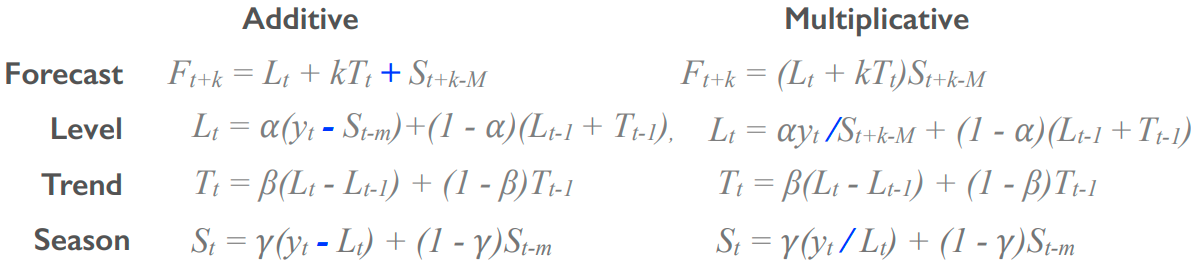 Additive Multiplicative
Forecast F_{t+k} = L_t + kT_t + S_{t+k-M} F_{t+k} = (L_t + kT_t)S_{t+k-M}
Level L_t = α(y_t - S_{t-m})+(1 - α)(L_{t-1} + T_{t-1}), L_t = αy_t /S_{t+k-M} + (1 - α)(L_{t-1} + T_{t-1})
Trend T_t = β(L_t - L_{t-1}) + (1 - β)T_{t-1} T_t = β(L_t - L_{t-1}) + (1 - β)T_{t-1}
Season S_t = γ(y_t - L_t) + (1 - γ)S_{t-m} S_t = γ(y_t / L_t) + (1 - γ)S_{t-m}